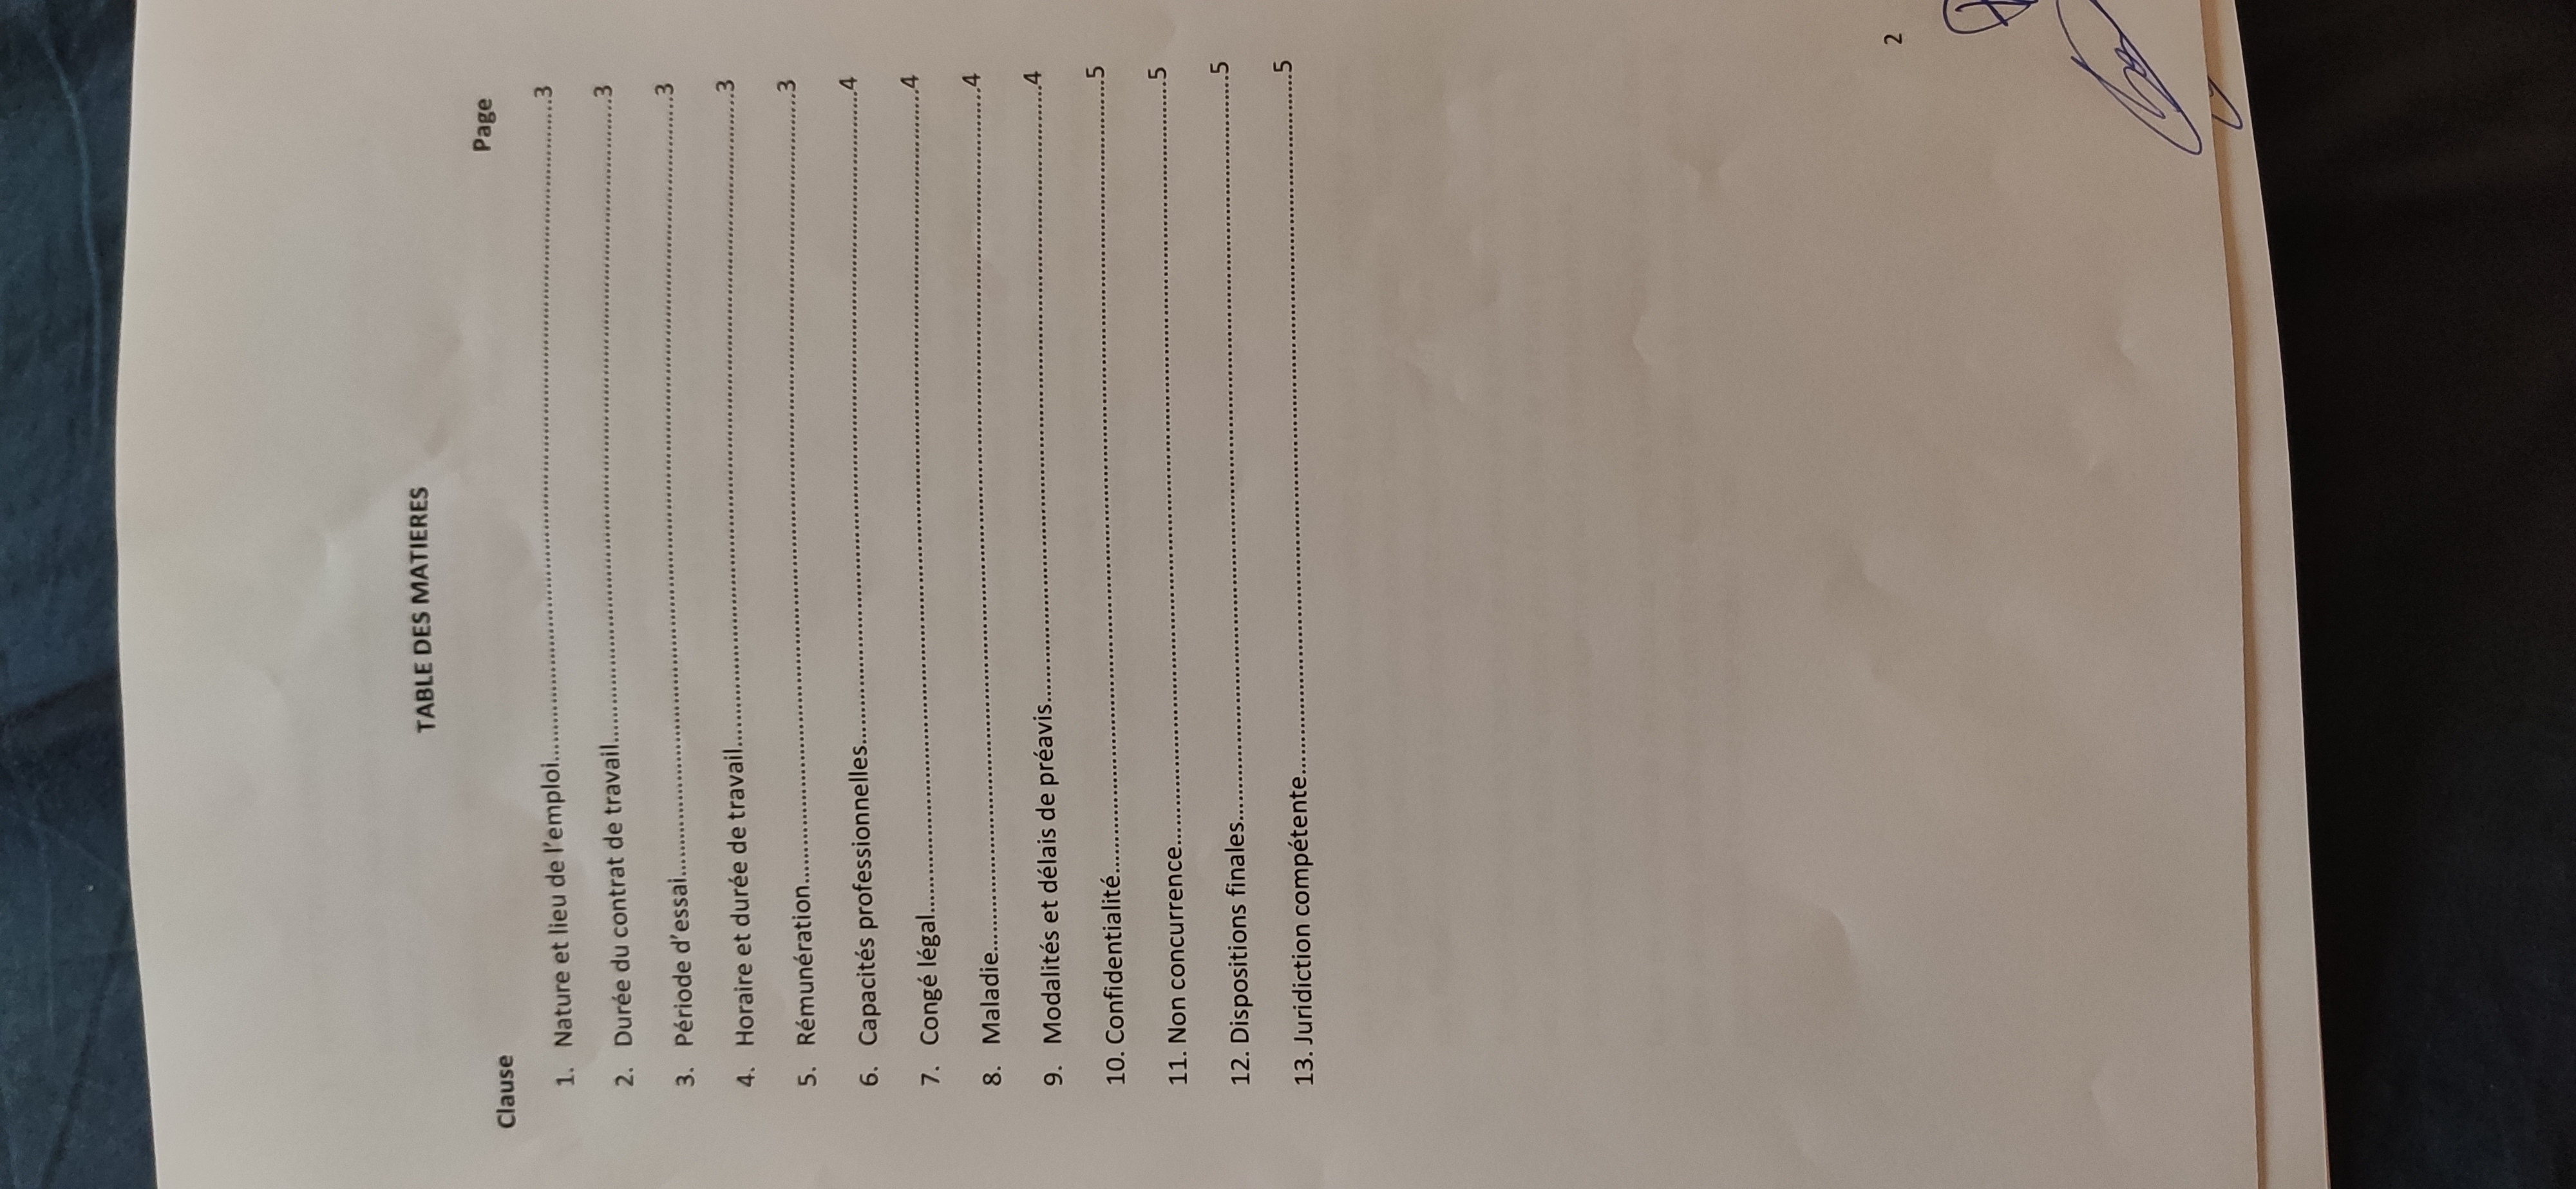 TABLE DES MATIERES
Clause Page
1. Nature et lieu de l'emploi.....3
2. Durée du contrat de travail.....3
3. Période d'essai.....3
4. Horaire et durée de travail.....3
5. Rémunération.....3
6. Capacités professionnelles.....4
7. Congé légal.....4
8. Maladie.....4
9. Modalités et délais de préavis.....4
10. Confidentialité.....5
11. Non concurrence.....5
12. Dispositions finales.....5
13. Juridiction compétente.....5
2